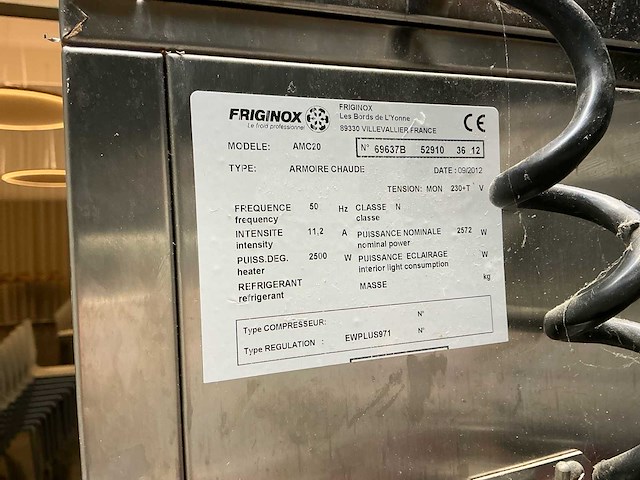 FRIGINOX
Le froid professionnel
FRIGINOX
Les Bords de L'Yonne
89330 VILLEVALLIER, FRANCE
CE
MODELE: AMC20 N° 69637B 52910 36 12
TYPE: ARMOIRE CHAUDE DATE : 09/2012
TENSION: MON 230+T V
FREQUENCE 50 Hz CLASSE N
frequency classe
INTENSITE 11,2 A PUISSANCE NOMINALE 2572 W
intensity nominal power
PUISS.DEG. 2500 W PUISSANCE ECLAIRAGE W
heater interior light consumption
REFRIGERANT MASSE kg
refrigerant
Type COMPRESSEUR: N°
Type REGULATION : EWPLUS971 N°